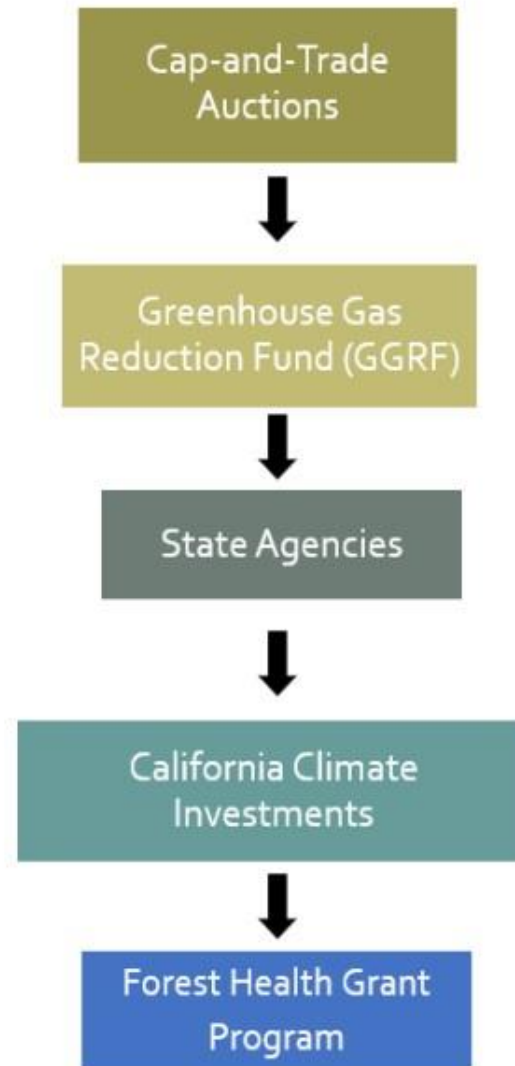 Cap-and-Trade
Auctions
Greenhouse Gas
Reduction Fund (GGRF)
State Agencies
California Climate
Investments
Forest Health Grant
Program